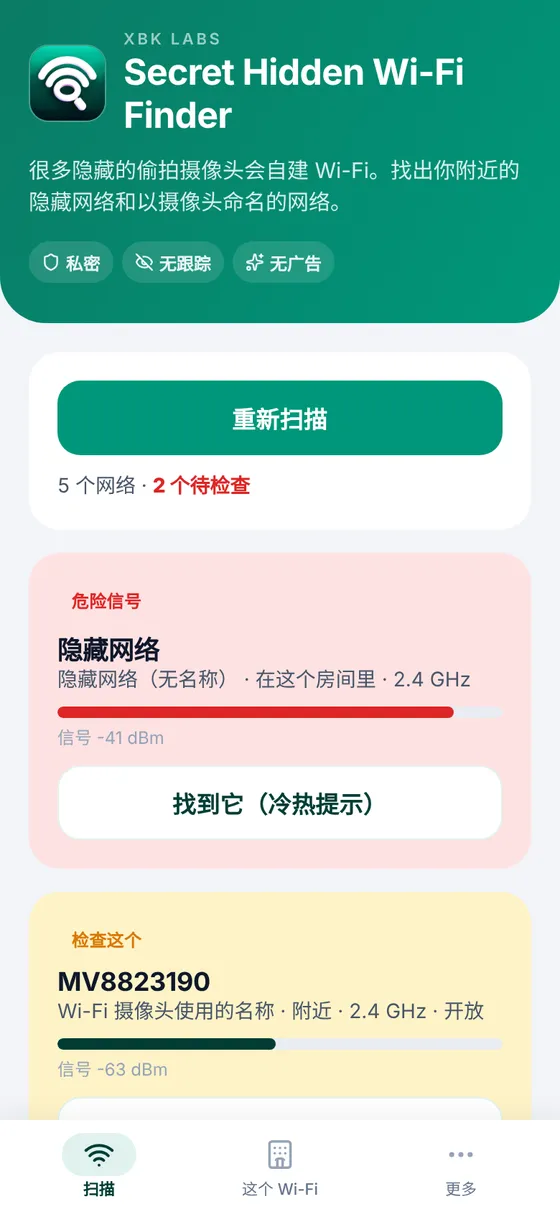 XBK LABS
Secret Hidden Wi-Fi
Finder
很多隐藏的偷拍摄像头会自建 Wi-Fi。找出你附近的
隐藏网络和以摄像头命名的网络。
私密
无跟踪
无广告
重新扫描
5 个网络 · 2 个待检查
危险信号
隐藏网络
隐藏网络（无名称） · 在这个房间里 · 2.4 GHz
信号 -41 dBm
找到它（冷热提示）
检查这个
MV8823190
Wi-Fi 摄像头使用的名称 · 附近 · 2.4 GHz · 开放
信号 -63 dBm
扫描
这个 Wi-Fi
更多